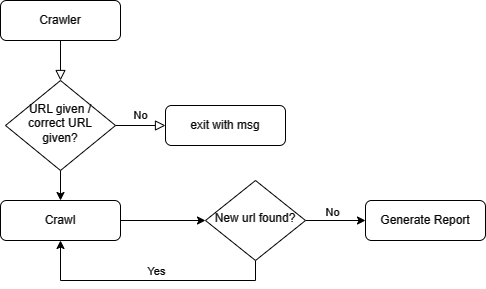 Crawler
URL given /
correct URL
given?
No
exit with msg
Crawl
New url found?
No
Generate Report
Yes